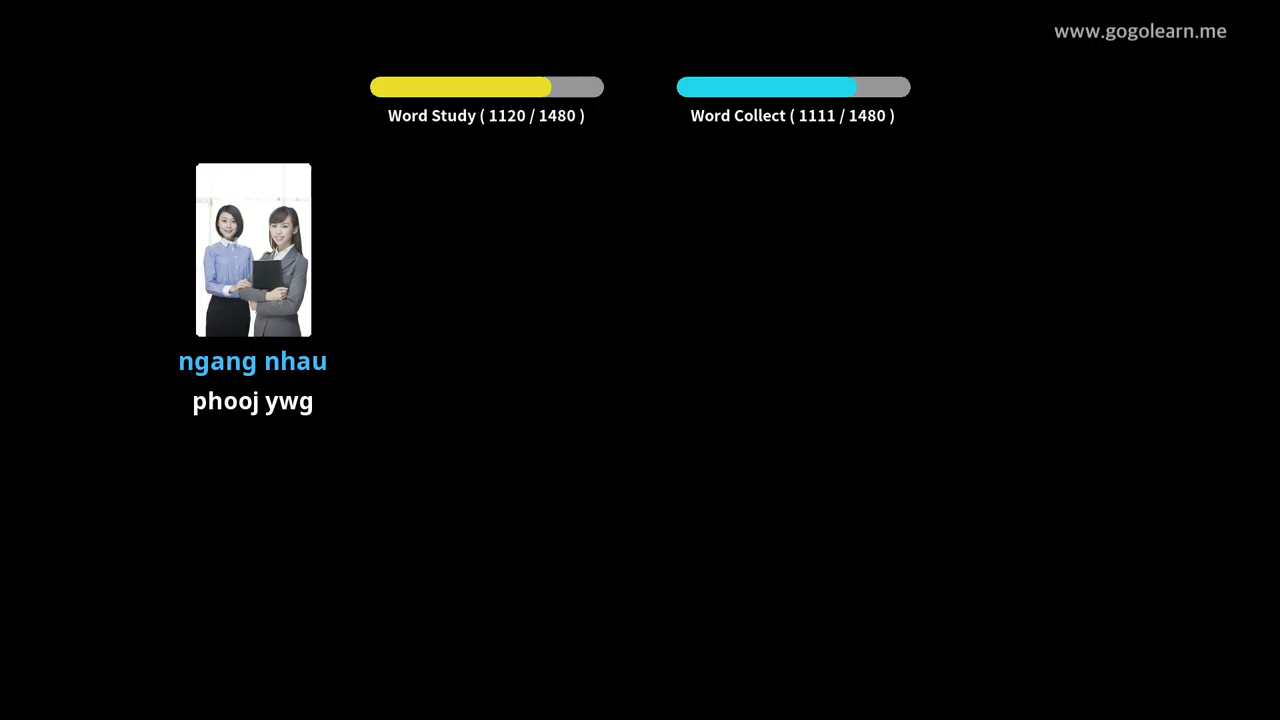 www.gogolearn.me
Word Study ( 1120 / 1480 )
Word Collect ( 1111 / 1480 )
ngang nhau
phooj ywg